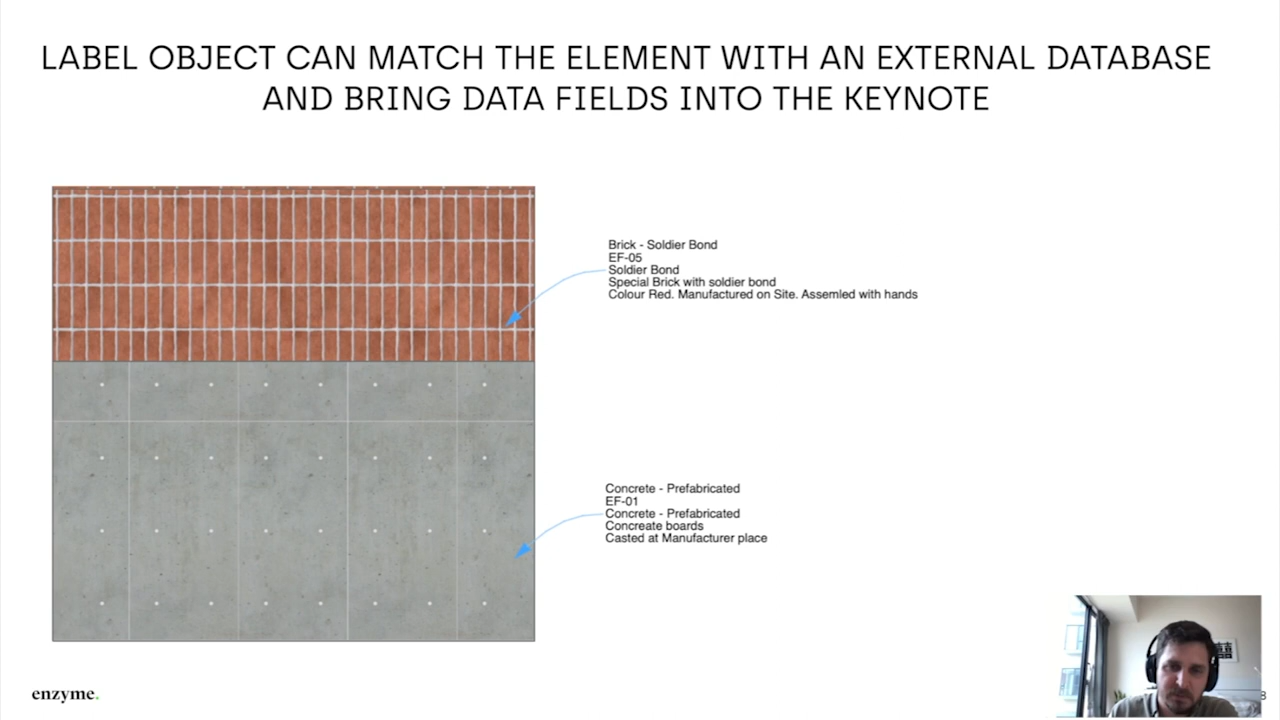 LABEL OBJECT CAN MATCH THE ELEMENT WITH AN EXTERNAL DATABASE
AND BRING DATA FIELDS INTO THE KEYNOTE
Brick - Soldier Bond
EF-05
Soldier Bond
Special Brick with soldier bond
Colour Red. Manufactured on Site. Assemled with hands
Concrete - Prefabricated
EF-01
Concrete - Prefabricated
Concreate boards
Casted at Manufacturer place
enzyme.